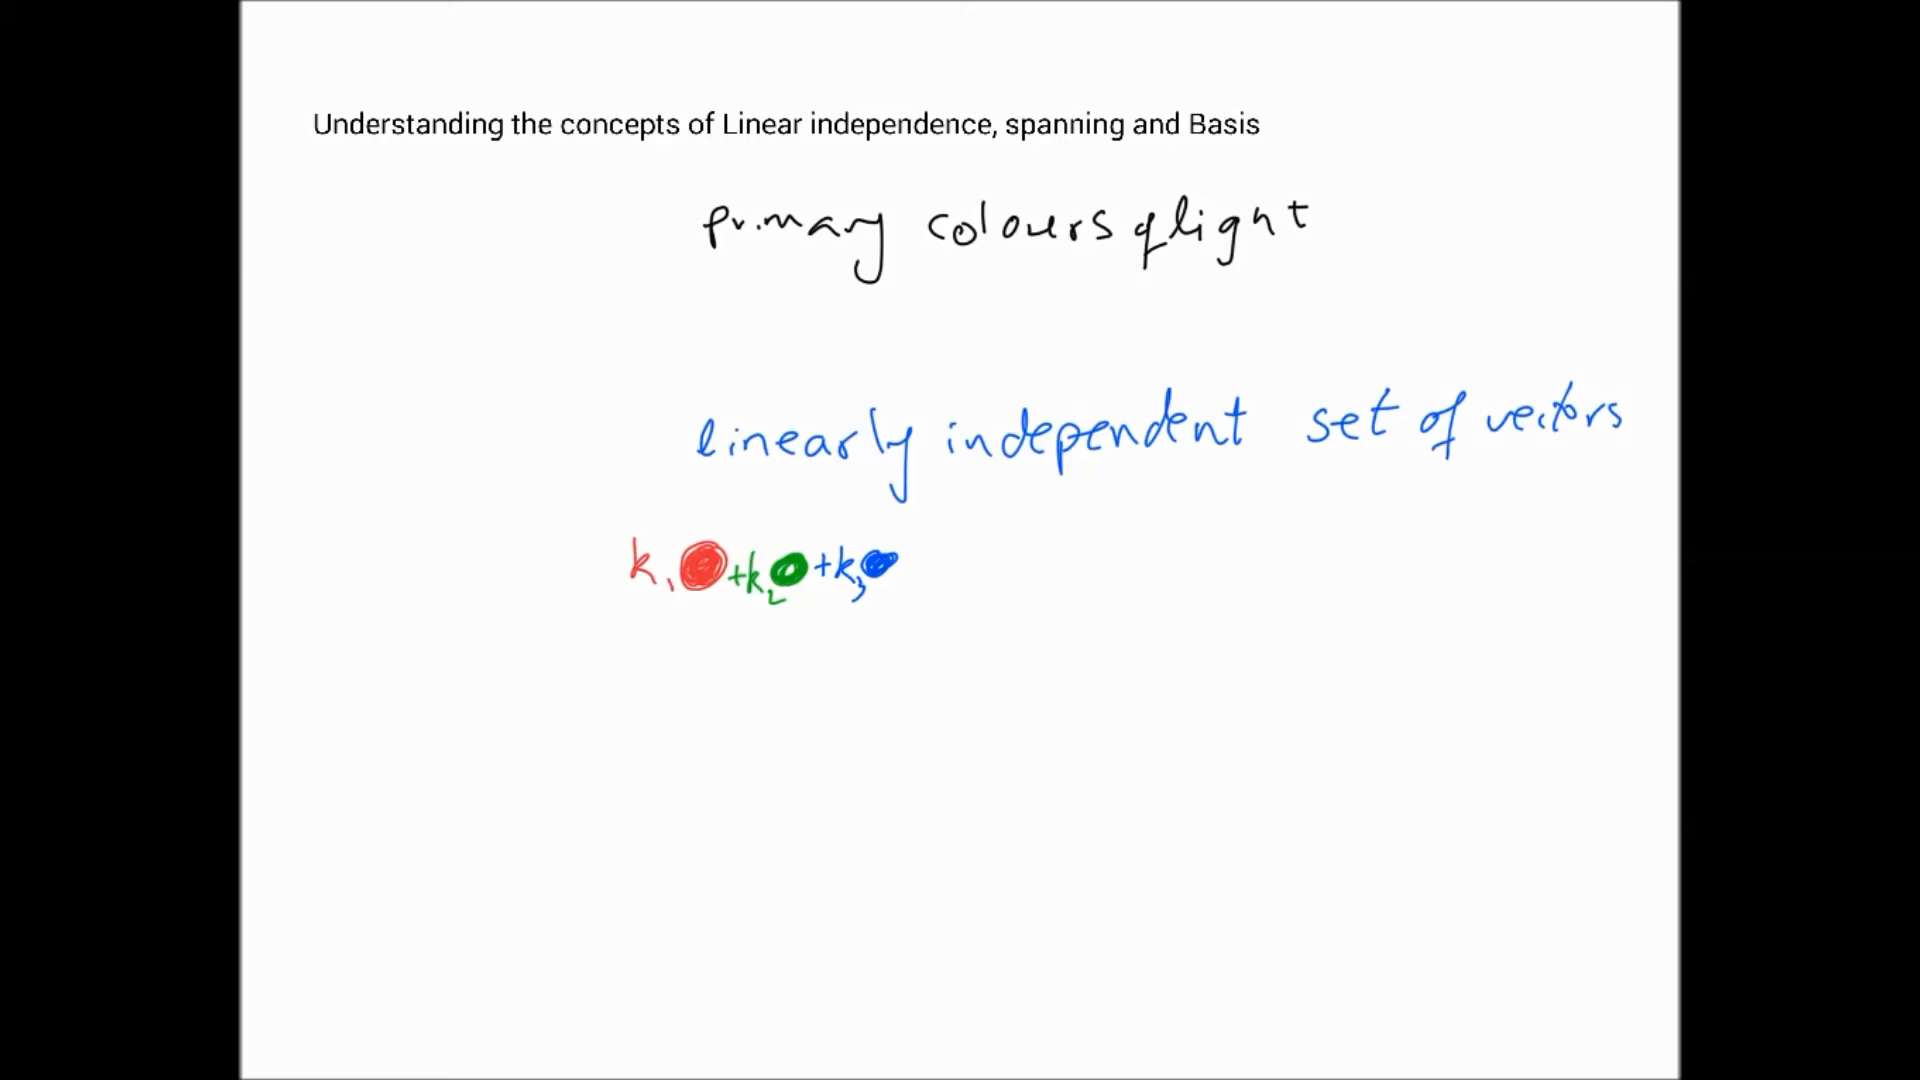 Understanding the concepts of Linear independence, spanning and Basis
primary colours of light
linearly independent set of vectors
k₁ +k₂ +k₃